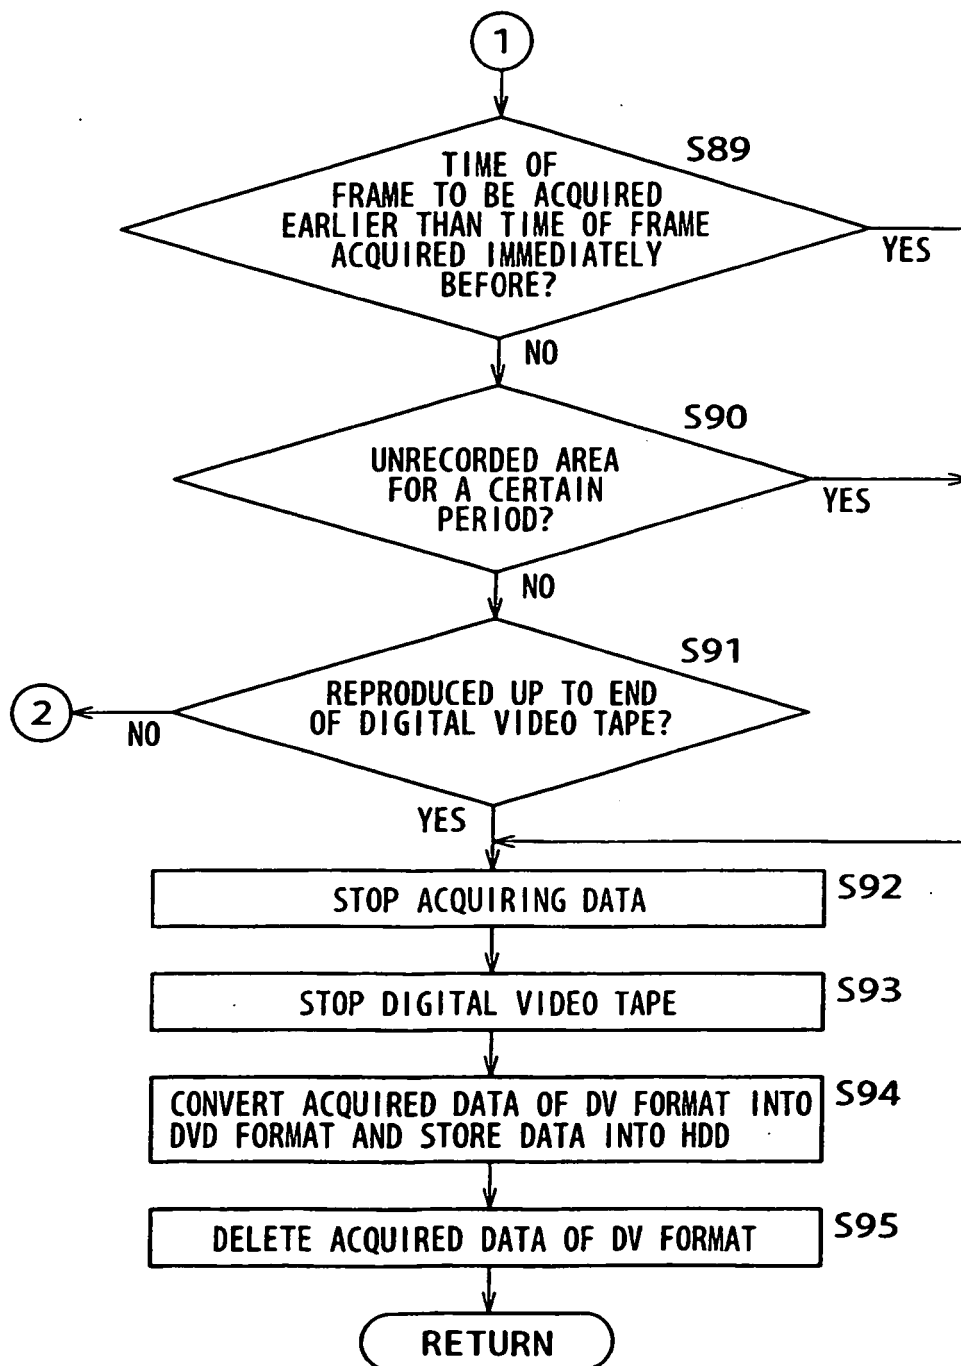 1
S89
TIME OF
FRAME TO BE ACQUIRED
EARLIER THAN TIME OF FRAME
ACQUIRED IMMEDIATELY
BEFORE?
YES
NO
S90
UNRECORDED AREA
FOR A CERTAIN
PERIOD?
YES
NO
S91
REPRODUCED UP TO END
OF DIGITAL VIDEO TAPE?
2
NO
YES
STOP ACQUIRING DATA
S92
STOP DIGITAL VIDEO TAPE
S93
CONVERT ACQUIRED DATA OF DV FORMAT INTO
DVD FORMAT AND STORE DATA INTO HDD
S94
DELETE ACQUIRED DATA OF DV FORMAT
S95
RETURN